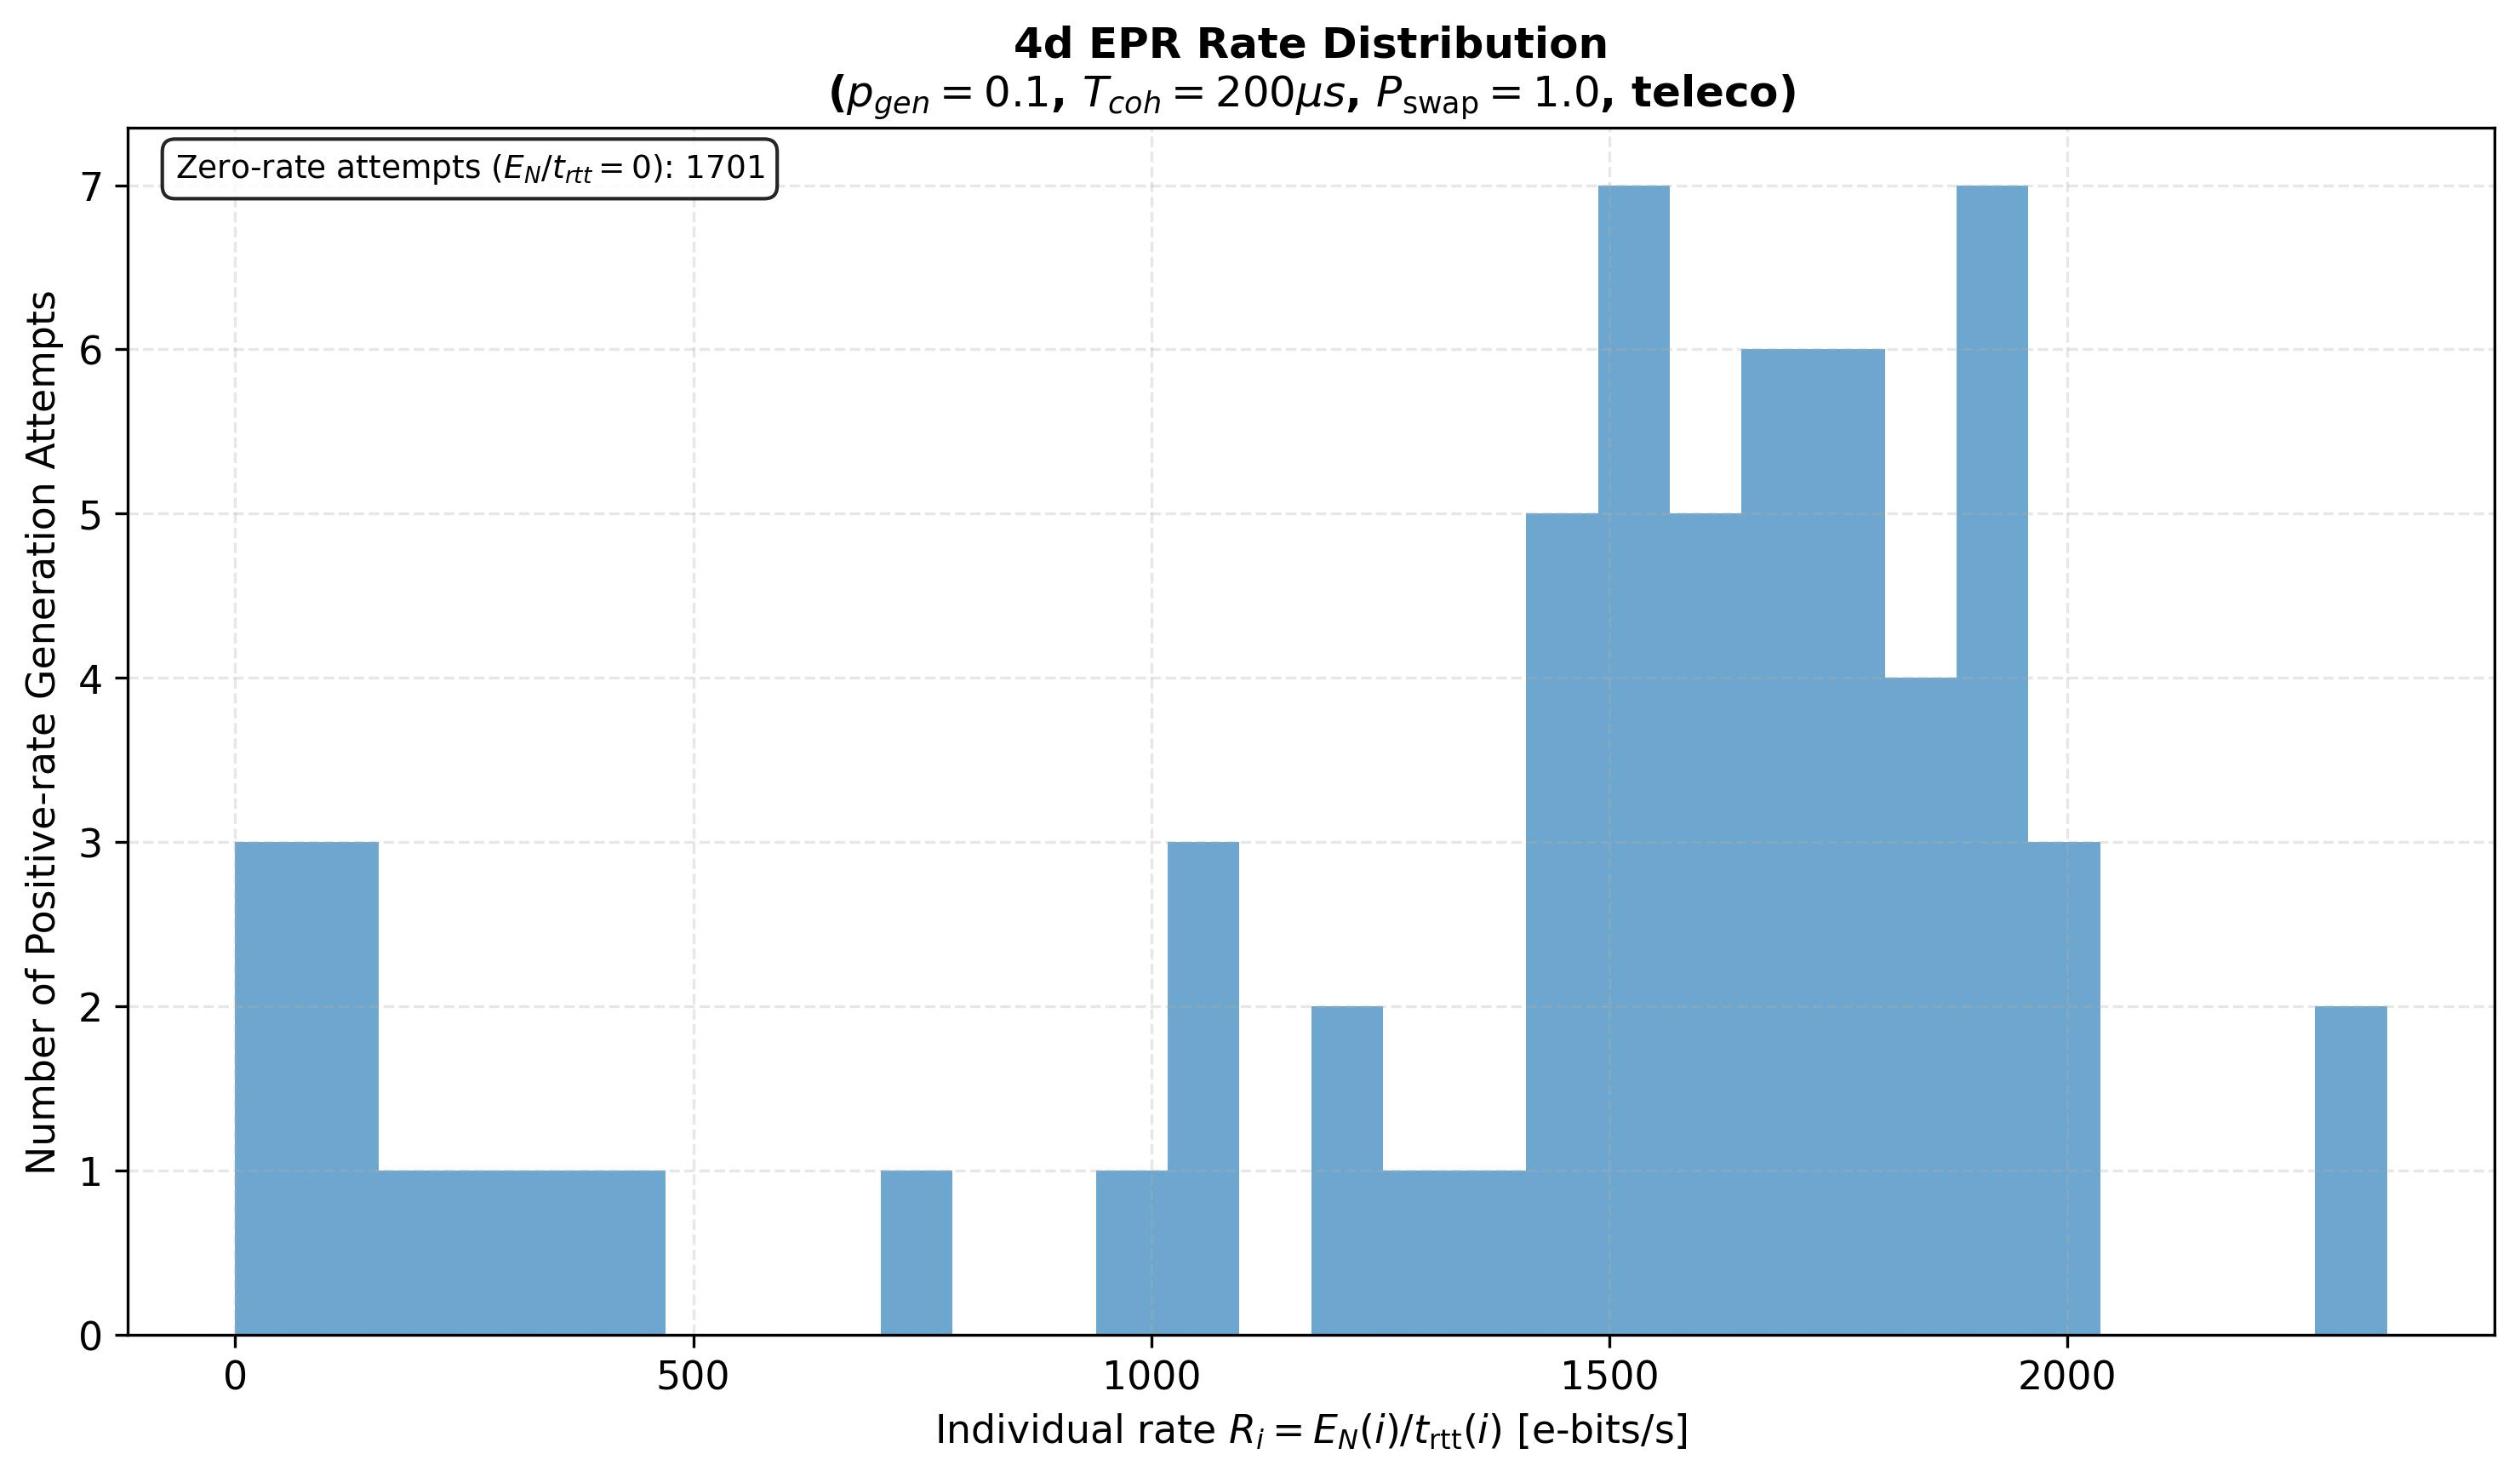 4d EPR Rate Distribution
(p_gen = 0.1, T_coh = 200μs, P_swap = 1.0, teleco)
Zero-rate attempts (E_N/t_rtt = 0): 1701
Number of Positive-rate Generation Attempts
7
6
5
4
3
2
1
0
0 500 1000 1500 2000
Individual rate R_i = E_N(i)/t_rtt(i) [e-bits/s]